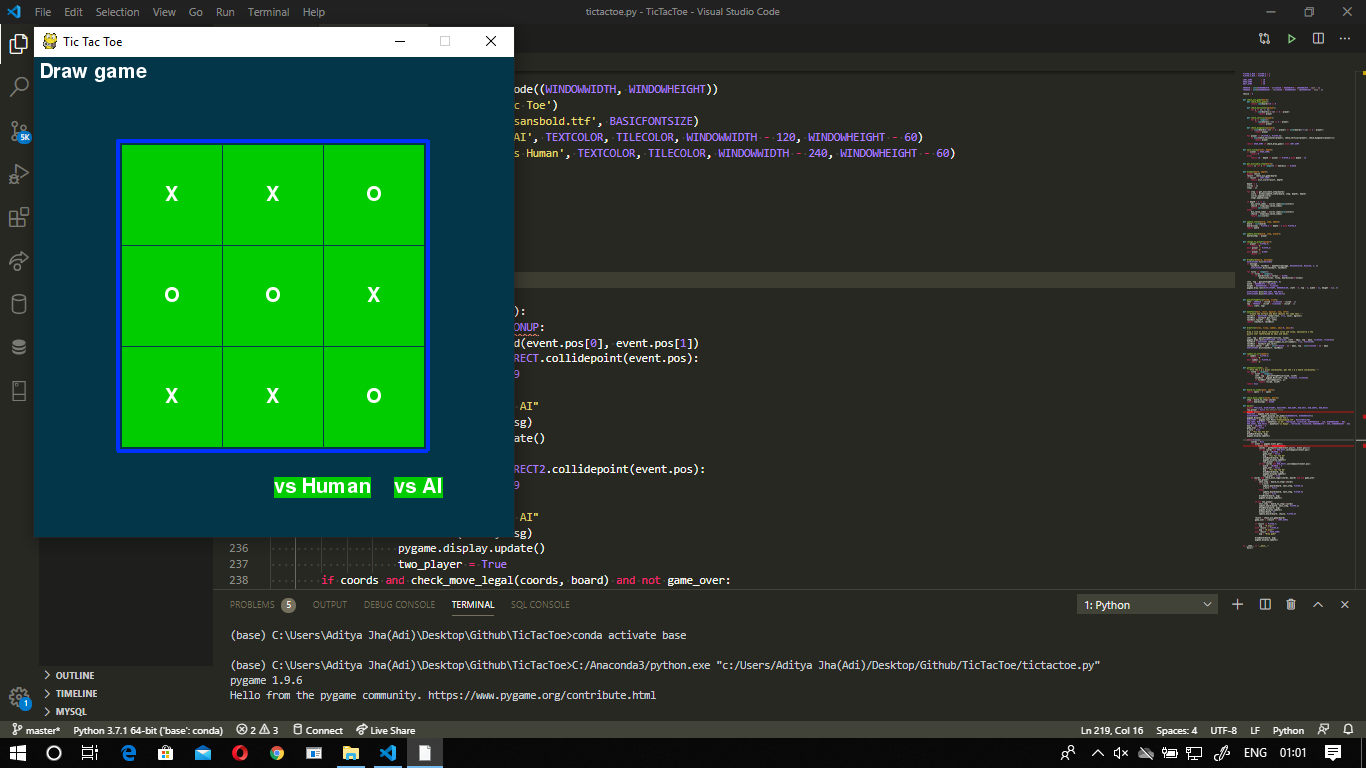 File Edit Selection View Go Run Terminal Help
tictactoe.py - TicTacToe - Visual Studio Code
Tic Tac Toe
Draw game
X X O
O O X
X X O
vs Human vs AI
5K
1
ode((WINDOWWIDTH, WINDOWHEIGHT))
c Toe')
sansbold.ttf', BASICFONTSIZE)
AI', TEXTCOLOR, TILECOLOR, WINDOWWIDTH - 120, WINDOWHEIGHT - 60)
s Human', TEXTCOLOR, TILECOLOR, WINDOWWIDTH - 240, WINDOWHEIGHT - 60)
):
ONUP:
d(event.pos[0], event.pos[1])
RECT.collidepoint(event.pos):
9
AI"
sg)
ate()
RECT2.collidepoint(event.pos):
9
AI"
sg)
236 pygame.display.update()
237 two_player = True
238 if coords and check_move_legal(coords, board) and not game_over:
PROBLEMS 5 OUTPUT DEBUG CONSOLE TERMINAL SQL CONSOLE
1: Python
(base) C:\Users\Aditya Jha(Adi)\Desktop\Github\TicTacToe>conda activate base
(base) C:\Users\Aditya Jha(Adi)\Desktop\Github\TicTacToe>C:/Anaconda3/python.exe "c:/Users/Aditya Jha(Adi)/Desktop/Github/TicTacToe/tictactoe.py"
pygame 1.9.6
Hello from the pygame community. https://www.pygame.org/contribute.html
OUTLINE
TIMELINE
MYSQL
master* Python 3.7.1 64-bit ('base': conda) 2 3 Connect Live Share
Ln 219, Col 16 Spaces: 4 UTF-8 LF Python
ENG 01:01